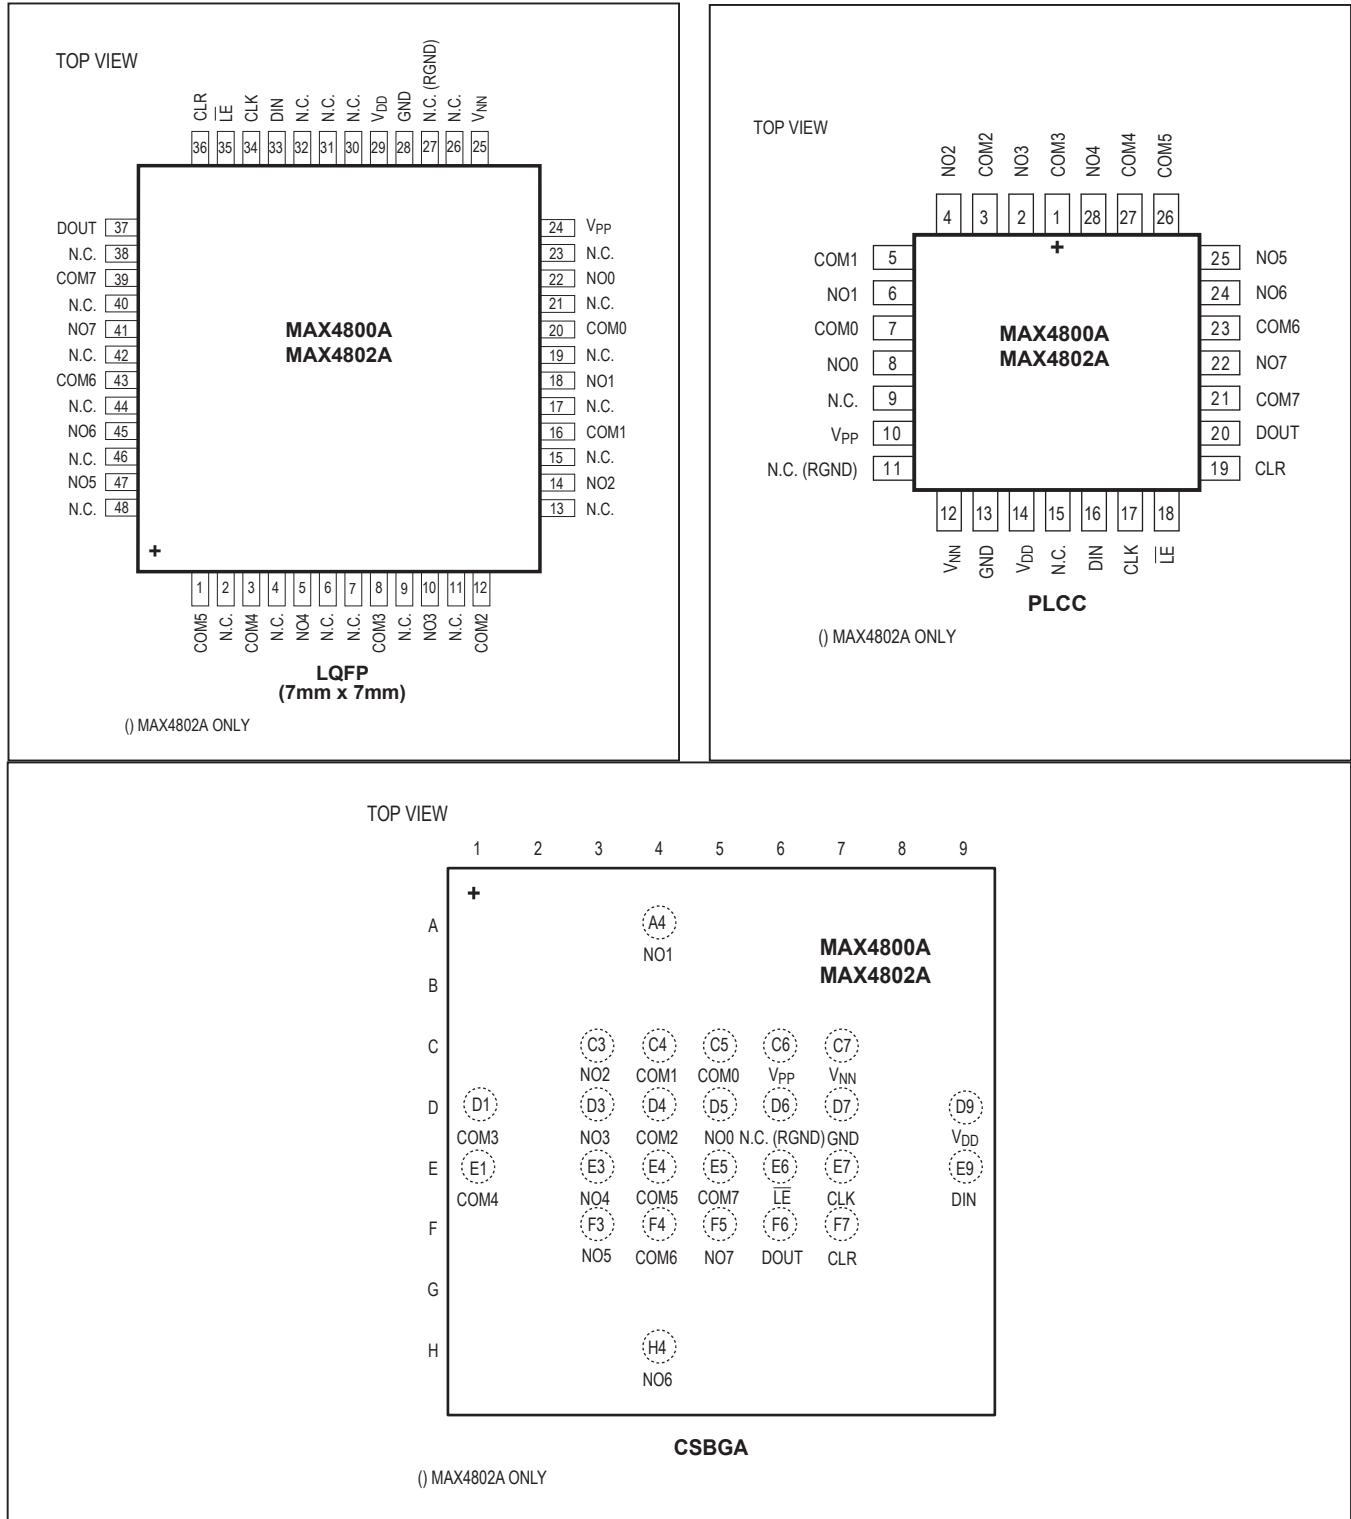 TOP VIEW
CLR LE CLK DIN N.C. N.C. N.C. VDD GND N.C. (RGND) N.C. VNN
36 35 34 33 32 31 30 29 28 27 26 25
DOUT 37 24 VPP
N.C. 38 23 N.C.
COM7 39 22 NO0
N.C. 40 21 N.C.
NO7 41 20 COM0
N.C. 42 19 N.C.
COM6 43 18 NO1
N.C. 44 17 N.C.
NO6 45 16 COM1
N.C. 46 15 N.C.
NO5 47 14 NO2
N.C. 48 13 N.C.
MAX4800A
MAX4802A
+
1 2 3 4 5 6 7 8 9 10 11 12
COM5 N.C. COM4 N.C. NO4 N.C. N.C. COM3 N.C. NO3 N.C. COM2
LQFP
(7mm x 7mm)
() MAX4802A ONLY
TOP VIEW
NO2 COM2 NO3 COM3 NO4 COM4 COM5
4 3 2 1 28 27 26
+
COM1 5 25 NO5
NO1 6 24 NO6
COM0 7 23 COM6
NO0 8 22 NO7
N.C. 9 21 COM7
VPP 10 20 DOUT
N.C. (RGND) 11 19 CLR
MAX4800A
MAX4802A
12 13 14 15 16 17 18
VNN GND VDD N.C. DIN CLK LE
PLCC
() MAX4802A ONLY
TOP VIEW
1 2 3 4 5 6 7 8 9
+
A A4
NO1
MAX4800A
MAX4802A
B
C C3 C4 C5 C6 C7
NO2 COM1 COM0 VPP VNN
D D1 D3 D4 D5 D6 D7 D9
COM3 NO3 COM2 NO0 N.C. (RGND) GND VDD
E E1 E3 E4 E5 E6 E7 E9
COM4 NO4 COM5 COM7 LE CLK DIN
F F3 F4 F5 F6 F7
NO5 COM6 NO7 DOUT CLR
G
H H4
NO6
CSBGA
() MAX4802A ONLY